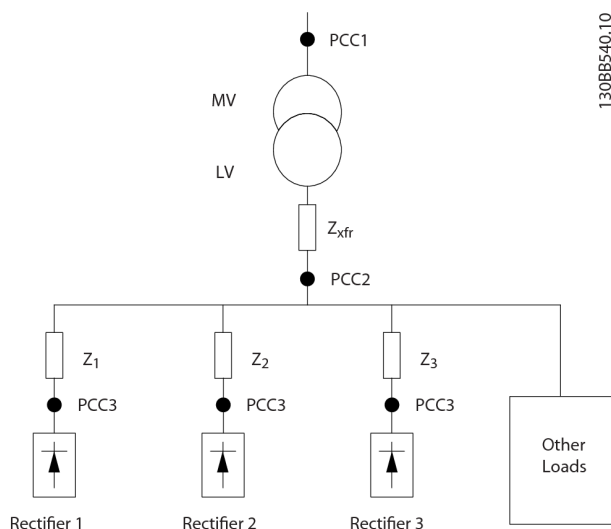 PCC1
130BB540.10
MV
LV
Zxfr
PCC2
Z1
Z2
Z3
PCC3
PCC3
PCC3
Other
Loads
Rectifier 1
Rectifier 2
Rectifier 3